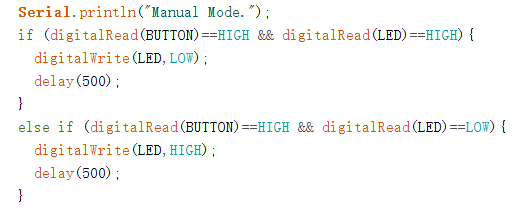 Serial.println("Manual Mode.");
if (digitalRead(BUTTON)==HIGH && digitalRead(LED)==HIGH){
  digitalWrite(LED,LOW);
  delay(500);
}
else if (digitalRead(BUTTON)==HIGH && digitalRead(LED)==LOW){
  digitalWrite(LED,HIGH);
  delay(500);
}